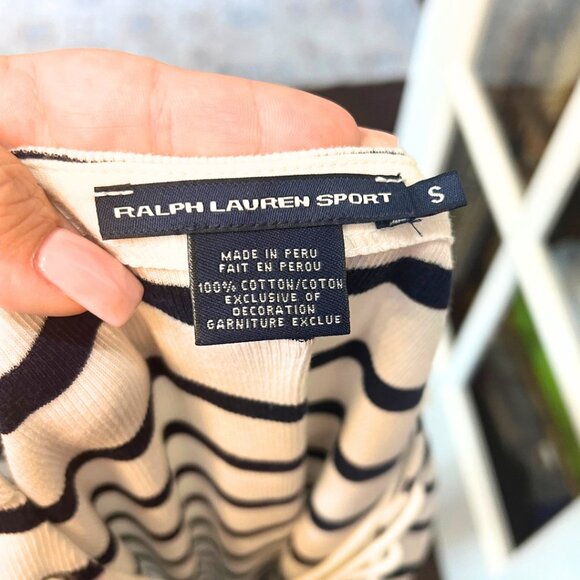 RALPH LAUREN SPORT
S
MADE IN PERU
FAIT EN PEROU
100% COTTON/COTON
EXCLUSIVE OF
DECORATION
GARNITURE EXCLUE